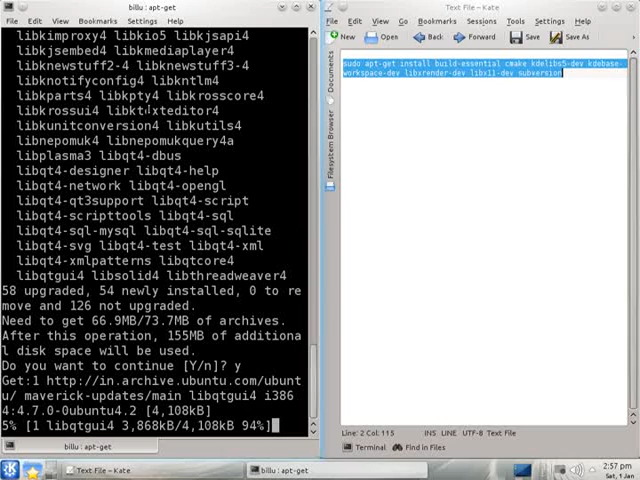 billu : apt-get
File Edit View Bookmarks Settings
libkimproxy4 libkio5 libkjsapi4
libkjsembed4 libkmediaplayer4
libknewstuff2-4 libknewstuff3-4
libknotifyconfig4 libkntlm4
libkparts4 libkpty4 libkrosscore4
libkrossui4 libktexteditor4
libkunitconversion4 libkutils4
libnepomuk4 libnepomukquery4a
libplasma3 libqt4-dbus
libqt4-designer libqt4-help
libqt4-network libqt4-opengl
libqt4-qt3support libqt4-script
libqt4-scripttools libqt4-sql
libqt4-sql-mysql libqt4-sql-sqlite
libqt4-svg libqt4-test libqt4-xml
libqt4-xmlpatterns libqtcore4
libqtgui4 libsolid4 libthreadweaver4
58 upgraded, 54 newly installed, 0 to re
move and 126 not upgraded.
Need to get 66.9MB/73.7MB of archives.
After this operation, 155MB of additiona
l disk space will be used.
Do you want to continue [Y/n]? y
Get:1 http://in.archive.ubuntu.com/ubunt
u/ maverick-updates/main libqtgui4 i386
4:4.7.0-0ubuntu4.2 [4,108kB]
5% [1 libqtgui4 3,868kB/4,108kB 94%]
billu : apt-get
Text File - Kate
File Edit View Go Bookmarks Sessions Tools Settings
New Open Back Forward Save Save As
Documents
Filesystem Browser
sudo apt-get install build-essential cmake kdelibs5-dev kdebase-
workspace-dev libxrender-dev libx11-dev subversion
Line: 2 Col: 115 INS LINE UTF-8 Text File
Terminal Find in Files
Text File - Kate
billu : apt-get
2:57 pm
Sat, 1 Jan